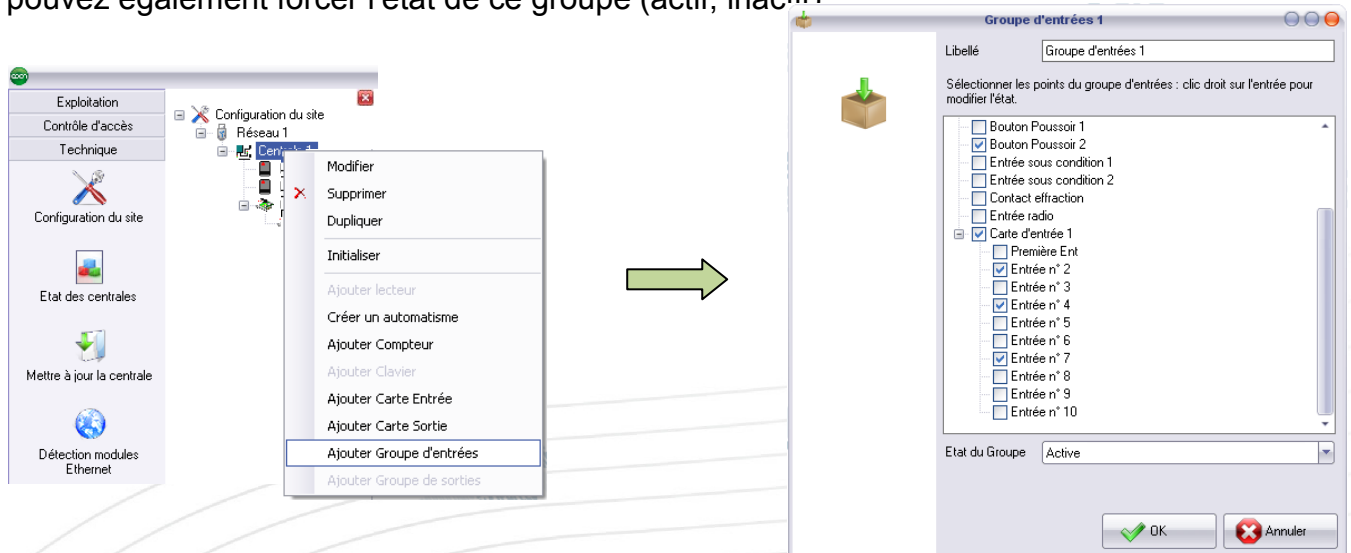 pouvez également forcer l'état de ce groupe (actif, inactif)
Exploitation
Contrôle d'accès
Technique
Configuration du site
Etat des centrales
Mettre à jour la centrale
Détection modules
Ethernet
Configuration du site
Réseau 1
Centrale 1
Modifier
Supprimer
Dupliquer
Initialiser
Ajouter lecteur
Créer un automatisme
Ajouter Compteur
Ajouter Clavier
Ajouter Carte Entrée
Ajouter Carte Sortie
Ajouter Groupe d'entrées
Ajouter Groupe de sorties
Groupe d'entrées 1
Libellé
Groupe d'entrées 1
Sélectionner les points du groupe d'entrées : clic droit sur l'entrée pour
modifier l'état.
Bouton Poussoir 1
Bouton Poussoir 2
Entrée sous condition 1
Entrée sous condition 2
Contact effraction
Entrée radio
Carte d'entrée 1
Première Ent
Entrée n° 2
Entrée n° 3
Entrée n° 4
Entrée n° 5
Entrée n° 6
Entrée n° 7
Entrée n° 8
Entrée n° 9
Entrée n° 10
Etat du Groupe
Active
OK
Annuler